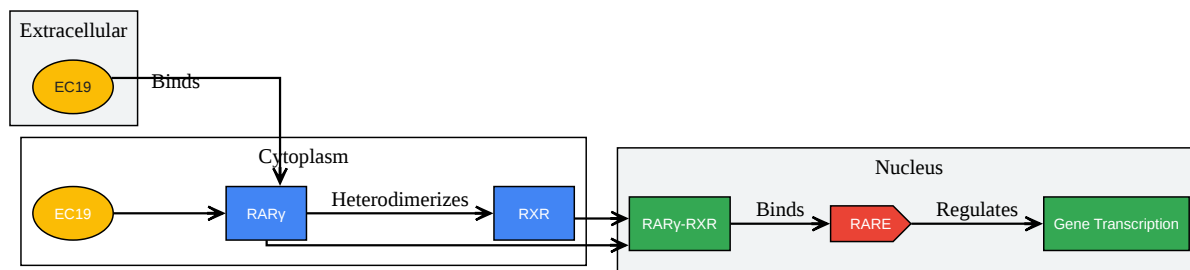 Extracellular
EC19
Binds
Cytoplasm
EC19
RARγ
Heterodimerizes
RXR
Nucleus
RARγ-RXR
Binds
RARE
Regulates
Gene Transcription